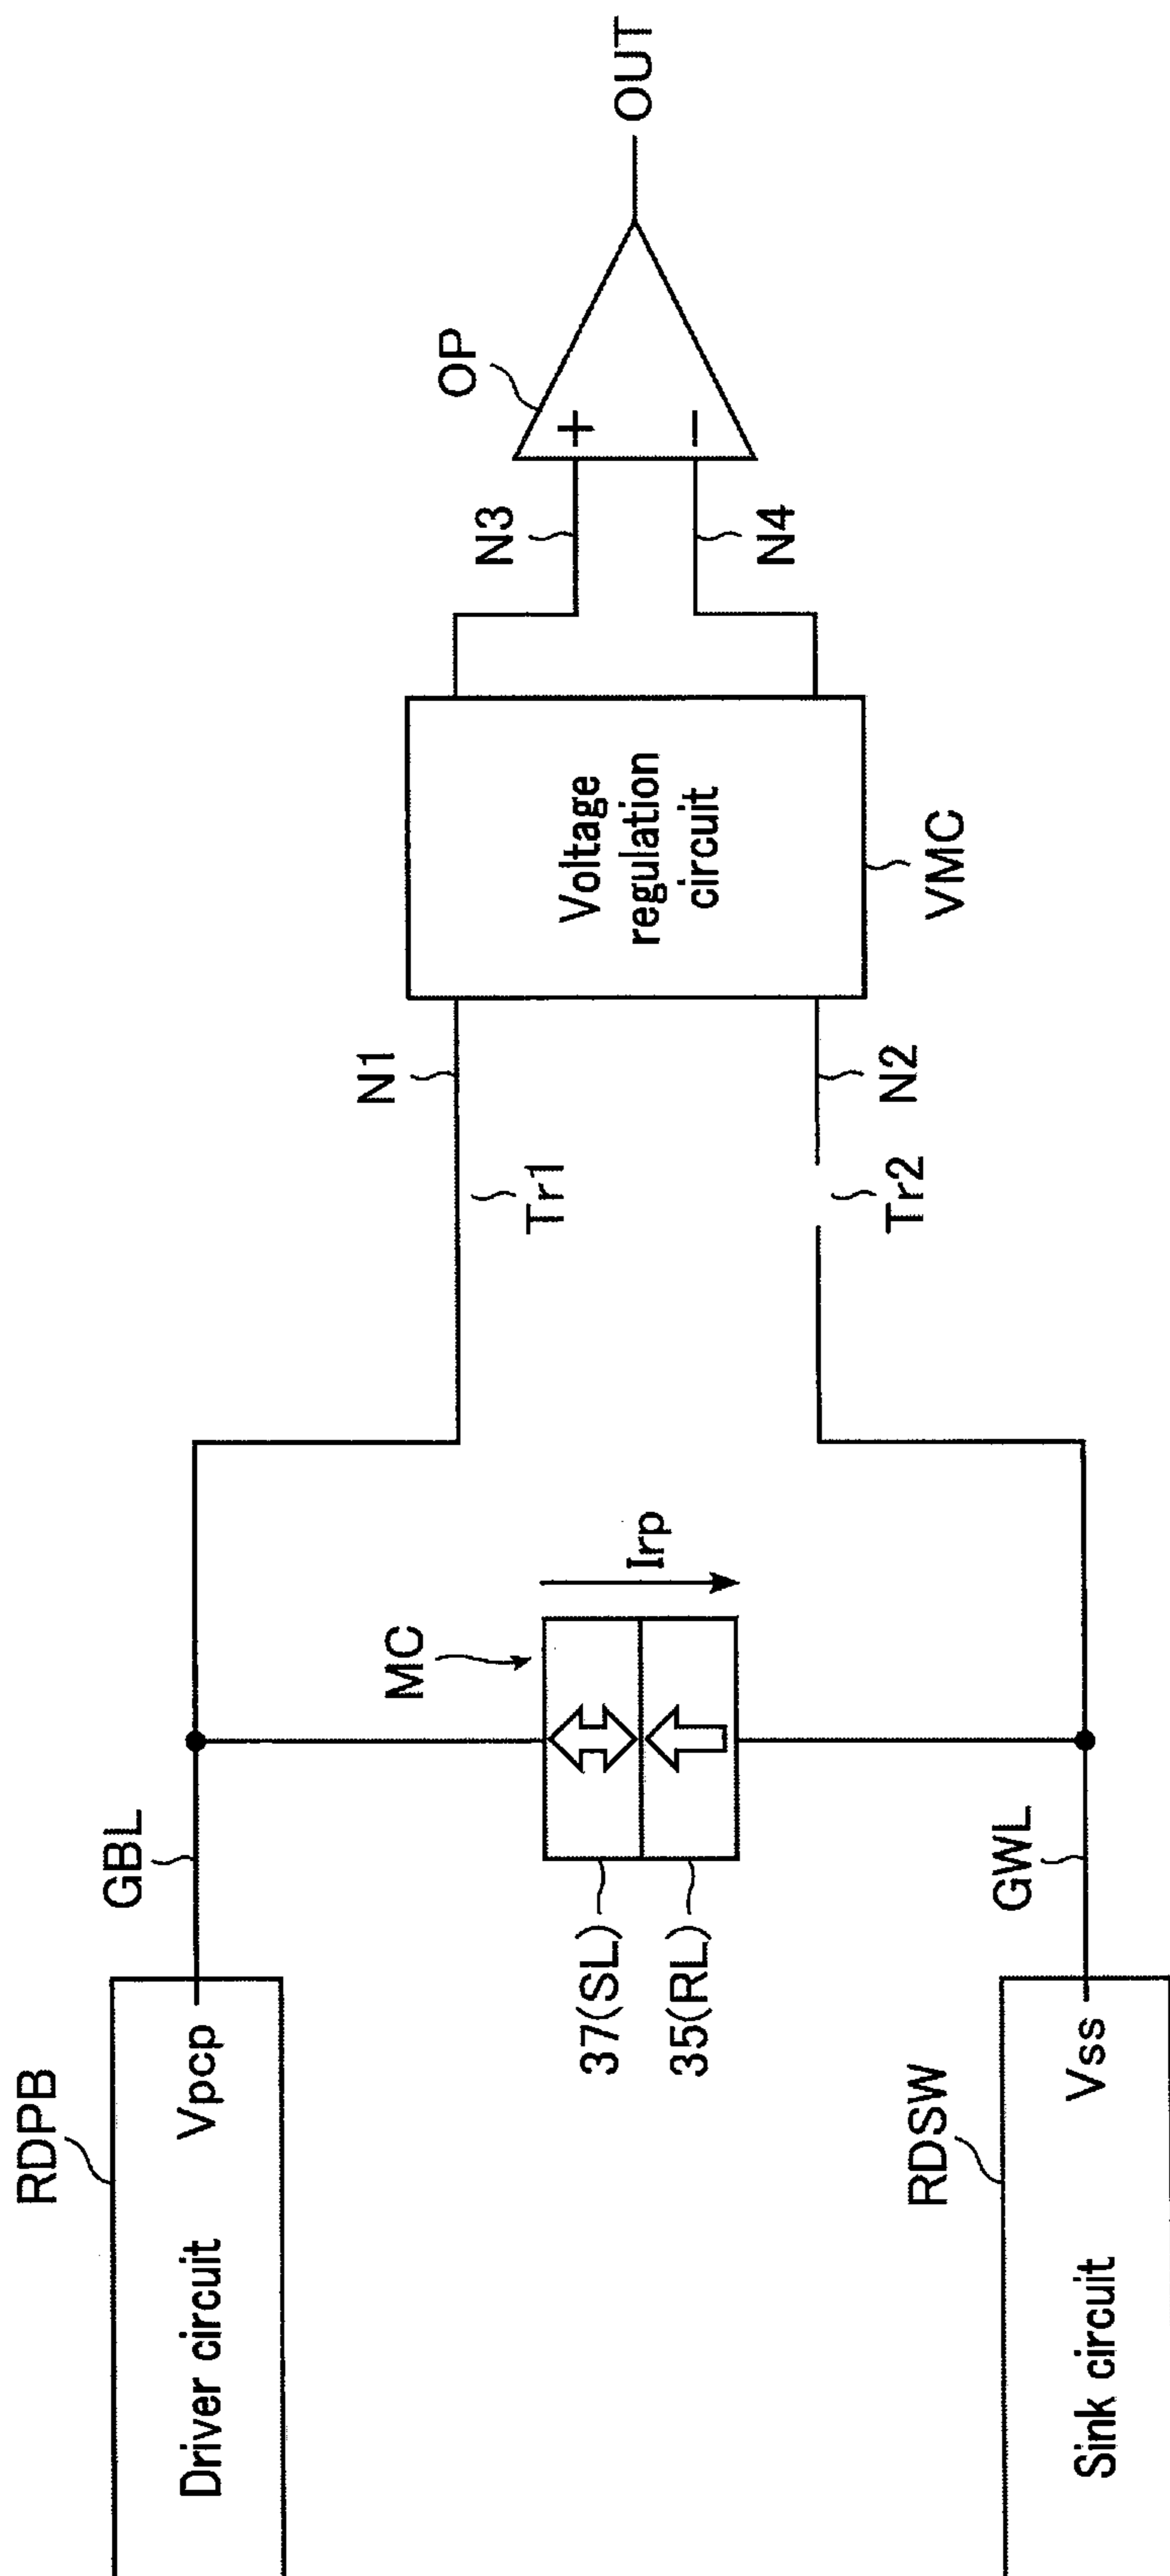 RDPB
Driver circuit
Vpcp
GBL
MC
Irp
37(SL)
35(RL)
RDSW
Sink circuit
Vss
GWL
N1
Tr1
N2
Tr2
Voltage
regulation
circuit
VMC
N3
N4
OP
+
−
OUT